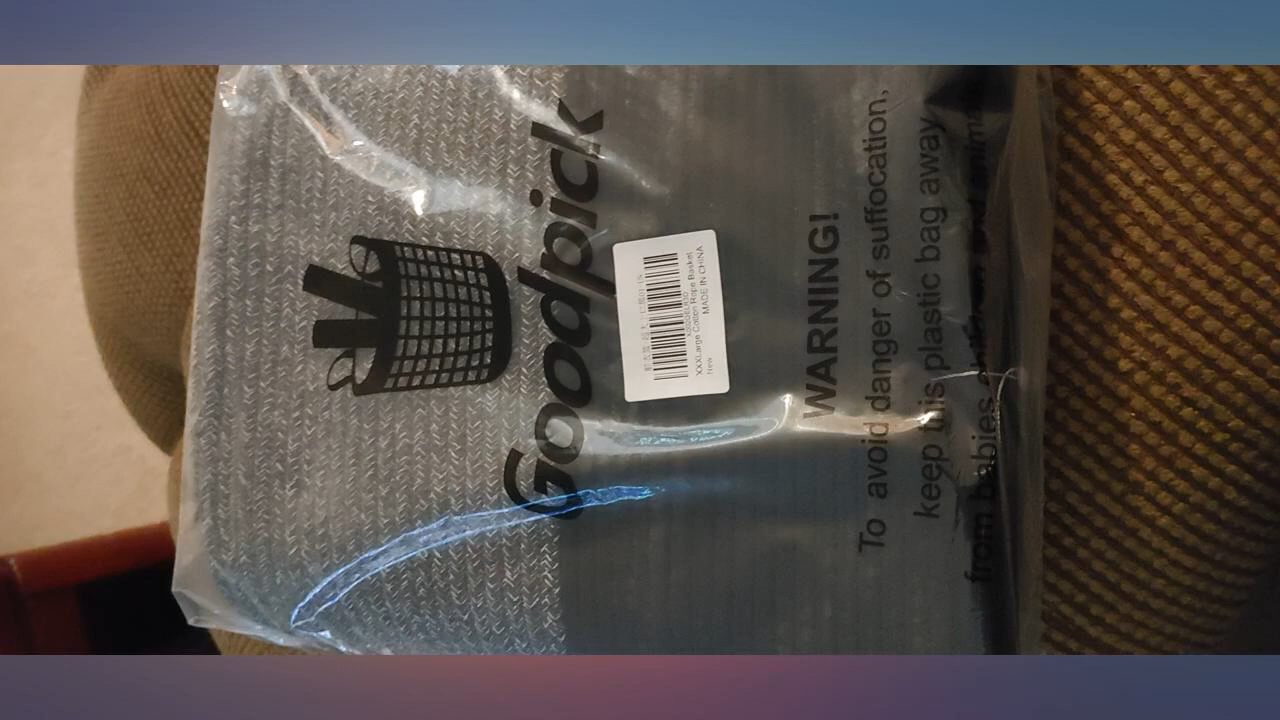 Goodpick
XXXLarge Cotton Rope Basket
New
MADE IN CHINA
WARNING!
To avoid danger of suffocation,
keep this plastic bag away
from babies